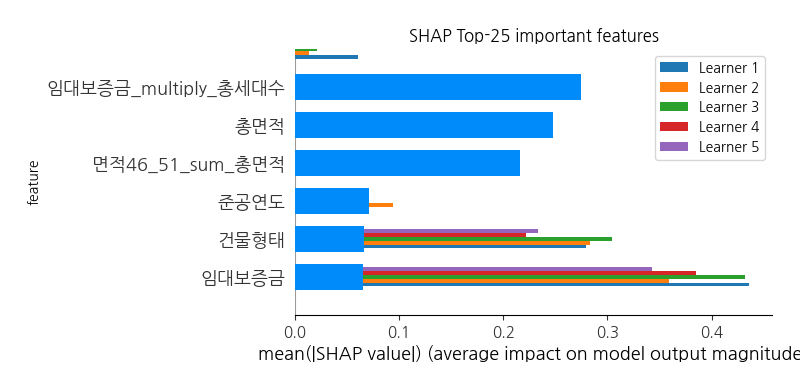 SHAP Top-25 important features
Learner 1
Learner 2
Learner 3
Learner 4
Learner 5
feature
임대보증금_multiply_총세대수
총면적
면적46_51_sum_총면적
준공연도
건물형태
임대보증금
0.0 0.1 0.2 0.3 0.4
mean(|SHAP value|) (average impact on model output magnitude